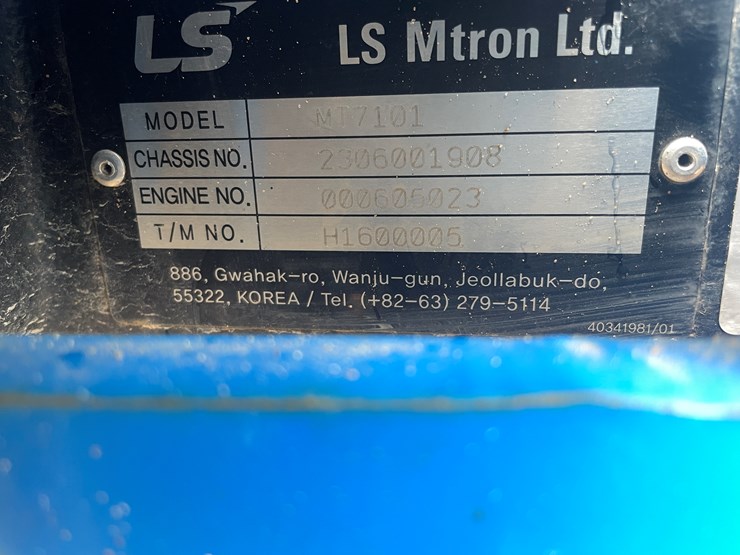 LS LS Mtron Ltd.
MODEL MT7101
CHASSIS NO. 2306001908
ENGINE NO. 000605023
T/M NO. H1600005
886, Gwahak-ro, Wanju-gun, Jeollabuk-do,
55322, KOREA / Tel. (+82-63) 279-5114
40341981/01